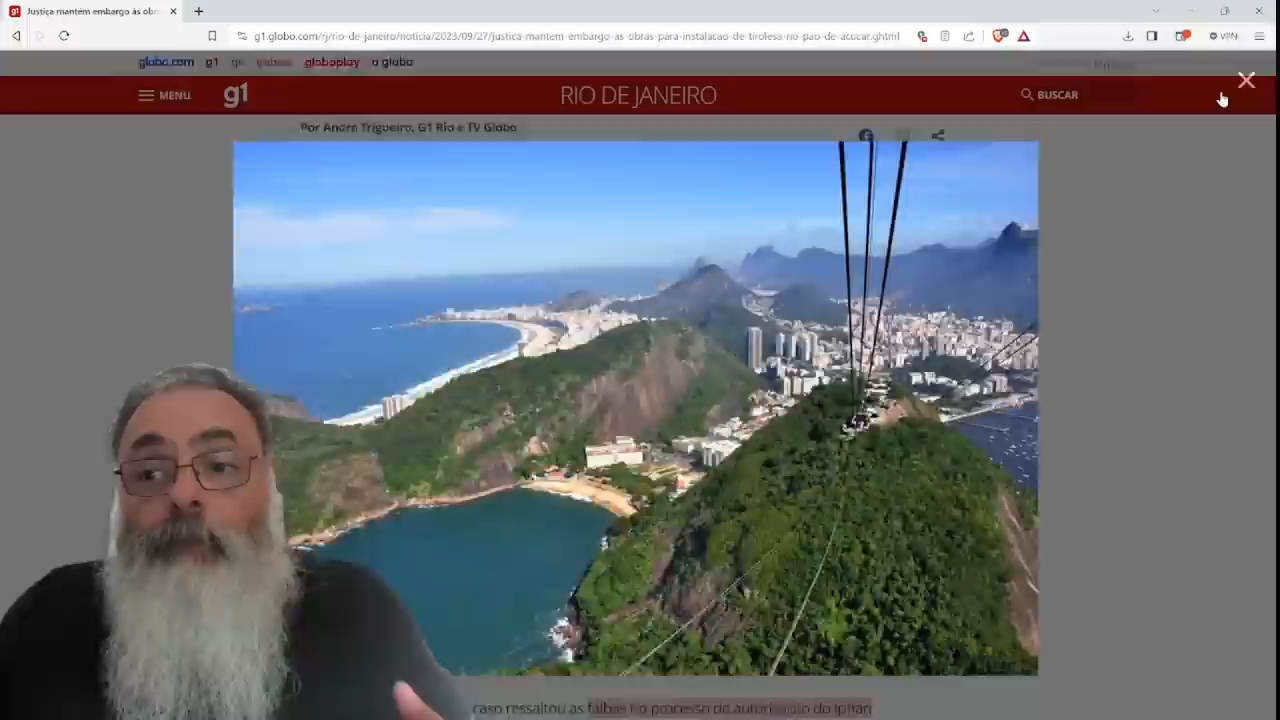 g1 Justiça mantém embargo às obr
g1.globo.com/rj/rio-de-janeiro/noticia/2023/09/27/justica-mantem-embargo-as-obras-para-instalacao-de-tirolesa-no-pao-de-acucar.ghtml
VPN
globo.com g1 ge gshow globoplay o globo
MENU g1 RIO DE JANEIRO BUSCAR
Por André Trigueiro, G1 Rio e TV Globo
caso ressaltou as falhas no processo de autorização do Iphan